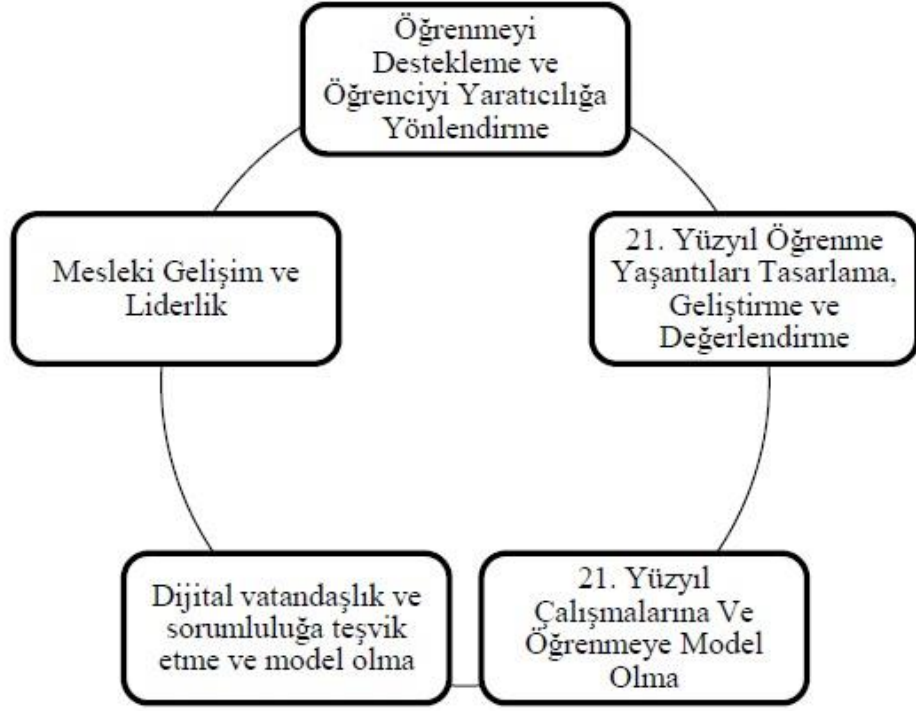 Öğrenmeyi
Destekleme ve
Öğrenciyi Yaratıcılığa
Yönlendirme
21. Yüzyıl Öğrenme
Yaşantıları Tasarlama,
Geliştirme ve
Değerlendirme
21. Yüzyıl
Çalışmalarına Ve
Öğrenmeye Model
Olma
Dijital vatandaşlık ve
sorumluluğa teşvik
etme ve model olma
Mesleki Gelişim ve
Liderlik